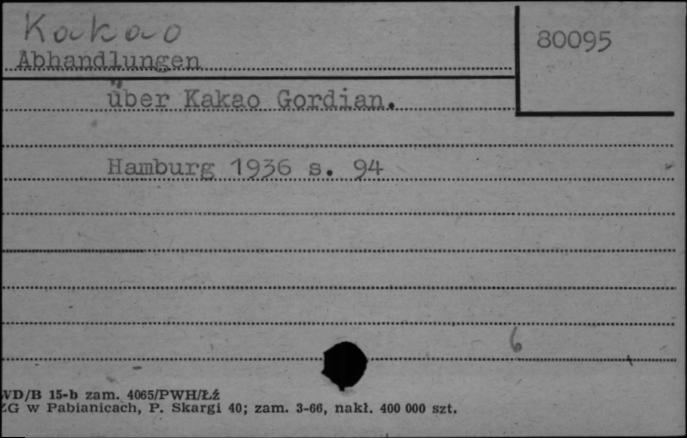 Kakao
80095
Abhandlungen
über Kakao Gordian.
Hamburg 1936 s. 94
6
WD/B 15-b zam. 4065/PWH/Łź
ZG w Pabianicach, P. Skargi 40; zam. 3-66, nakł. 400 000 szt.